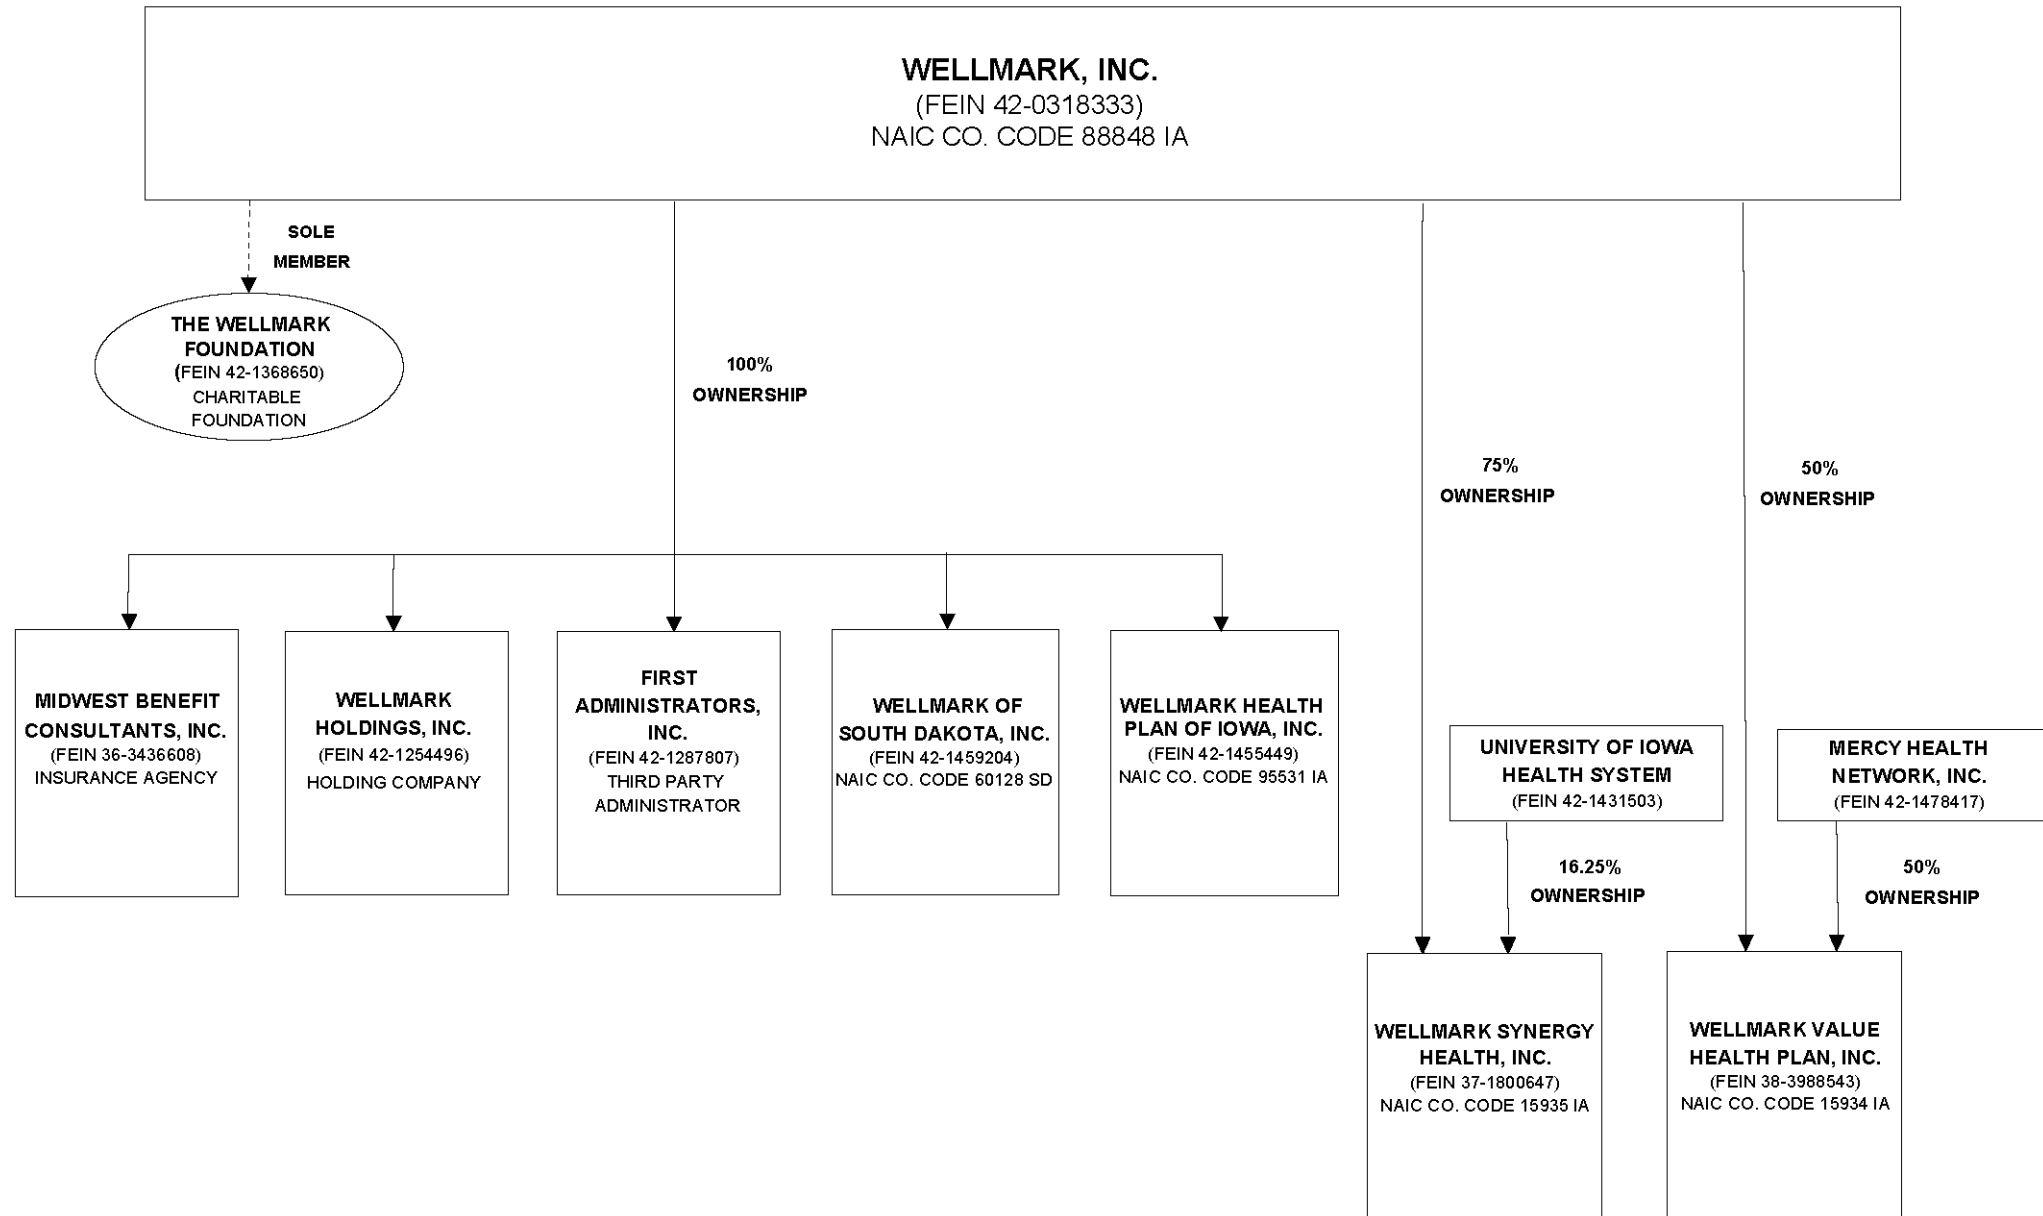 WELLMARK, INC.
(FEIN 42-0318333)
NAIC CO. CODE 88848 IA
SOLE
MEMBER
THE WELLMARK
FOUNDATION
(FEIN 42-1368650)
CHARITABLE
FOUNDATION
100%
OWNERSHIP
75%
OWNERSHIP
50%
OWNERSHIP
MIDWEST BENEFIT
CONSULTANTS, INC.
(FEIN 36-3436608)
INSURANCE AGENCY
WELLMARK
HOLDINGS, INC.
(FEIN 42-1254496)
HOLDING COMPANY
FIRST
ADMINISTRATORS,
INC.
(FEIN 42-1287807)
THIRD PARTY
ADMINISTRATOR
WELLMARK OF
SOUTH DAKOTA, INC.
(FEIN 42-1459204)
NAIC CO. CODE 60128 SD
WELLMARK HEALTH
PLAN OF IOWA, INC.
(FEIN 42-1455449)
NAIC CO. CODE 95531 IA
UNIVERSITY OF IOWA
HEALTH SYSTEM
(FEIN 42-1431503)
MERCY HEALTH
NETWORK, INC.
(FEIN 42-1478417)
16.25%
OWNERSHIP
50%
OWNERSHIP
WELLMARK SYNERGY
HEALTH, INC.
(FEIN 37-1800647)
NAIC CO. CODE 15935 IA
WELLMARK VALUE
HEALTH PLAN, INC.
(FEIN 38-3988543)
NAIC CO. CODE 15934 IA